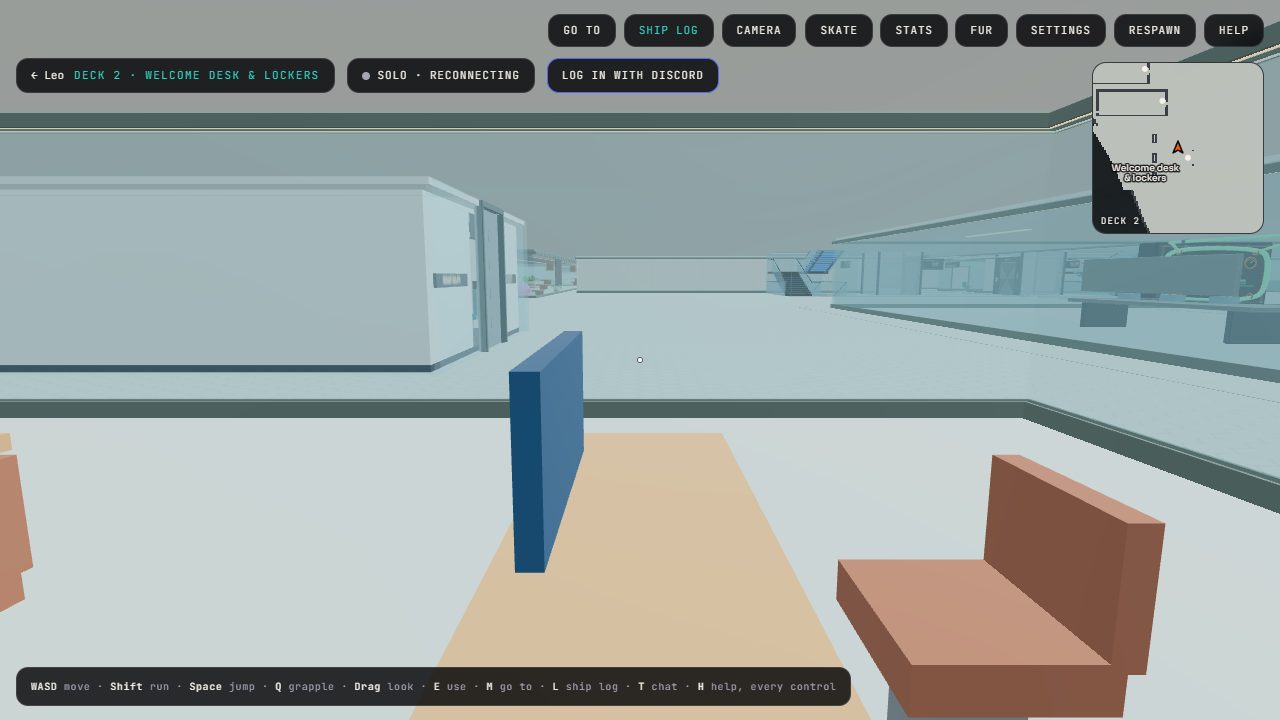 GO TO
SHIP LOG
CAMERA
SKATE
STATS
FUR
SETTINGS
RESPAWN
HELP
← Leo DECK 2 · WELCOME DESK & LOCKERS
SOLO · RECONNECTING
LOG IN WITH DISCORD
Welcome desk
& lockers
DECK 2
WASD move · Shift run · Space jump · Q grapple · Drag look · E use · M go to · L ship log · T chat · H help, every control